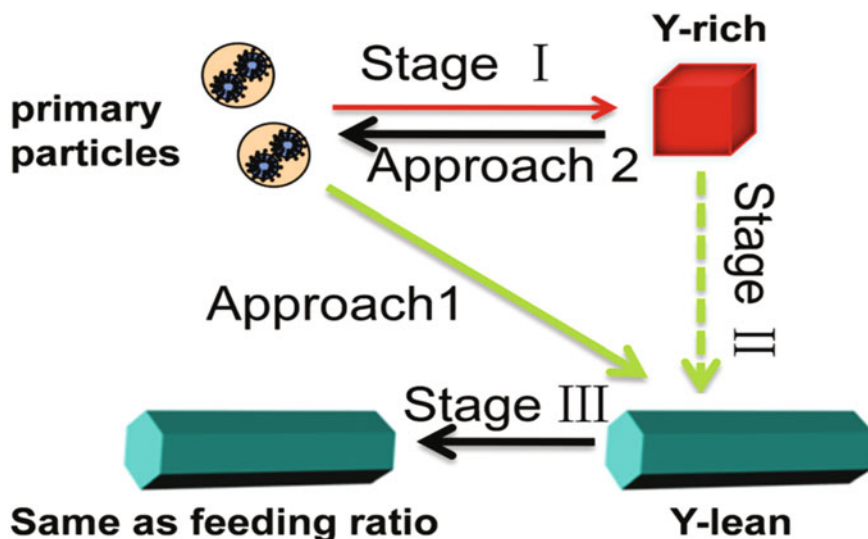 Y-rich
Stage Ⅰ
primary
particles
Approach 2
Stage Ⅱ
Approach1
Stage Ⅲ
Same as feeding ratio
Y-lean